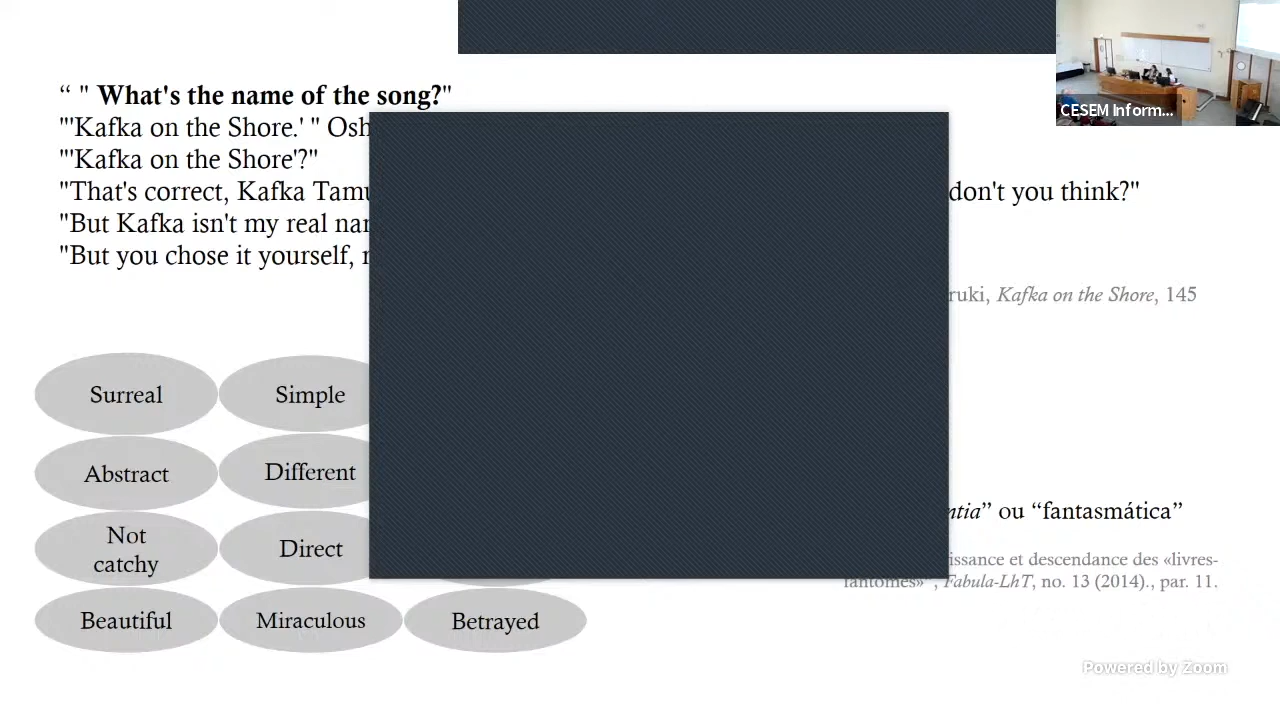 “ " What's the name of the song?"
"'Kafka on the Shore.' " Osh
"'Kafka on the Shore'?"
"That's correct, Kafka Tamu don't you think?"
"But Kafka isn't my real nam
"But you chose it yourself, r
ruki, Kafka on the Shore, 145
Surreal Simple
Abstract Different
ntia” ou “fantasmática”
Not
catchy
Direct
issance et descendance des «livres-
fantômes»” , Fabula-LhT, no. 13 (2014)., par. 11.
Beautiful Miraculous Betrayed
CESEM Inform...
Powered by Zoom